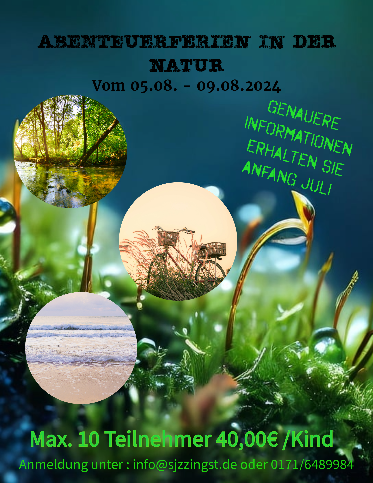 ABENTEUERFERIEN IN DER
NATUR
Vom 05.08. - 09.08.2024
GENAUERE
INFORMATIONEN
ERHALTEN SIE
ANFANG JULI
Max. 10 Teilnehmer 40,00€ /Kind
Anmeldung unter : info@sjzzingst.de oder 0171/6489984